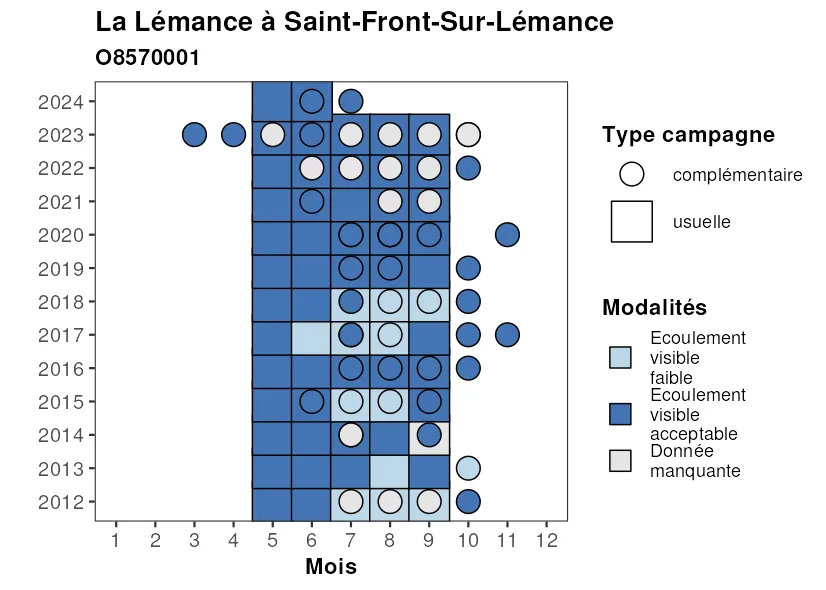 La Lémance à Saint-Front-Sur-Lémance
O8570001
2024
2023
2022
2021
2020
2019
2018
2017
2016
2015
2014
2013
2012
1 2 3 4 5 6 7 8 9 10 11 12
Mois
Type campagne
complémentaire
usuelle
Modalités
Ecoulement
visible
faible
Ecoulement
visible
acceptable
Donnée
manquante